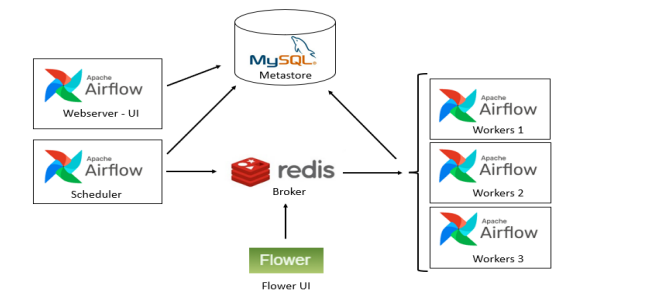 MySQL®
Metastore
Apache
Airflow
Webserver - UI
Apache
Airflow
Scheduler
redis
Broker
Flower
Flower UI
Apache
Airflow
Workers 1
Apache
Airflow
Workers 2
Apache
Airflow
Workers 3